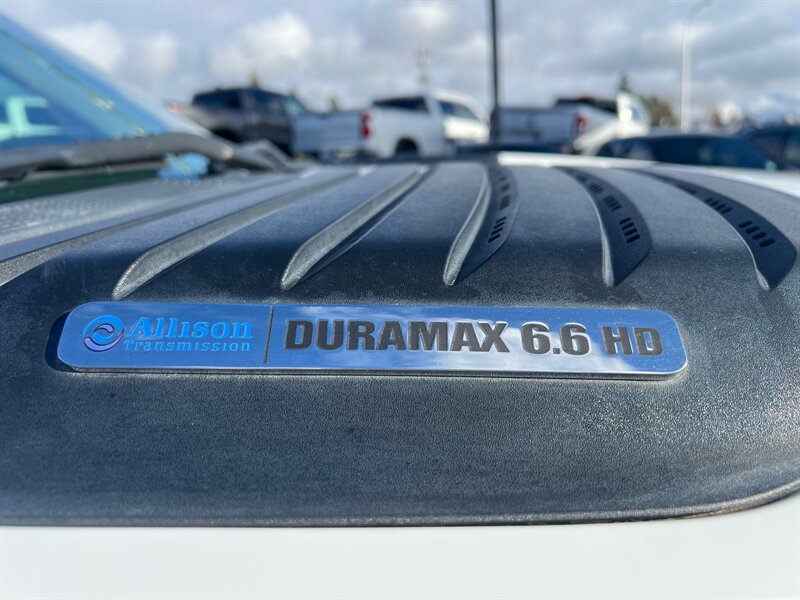 Allison
Transmission
DURAMAX 6.6 HD